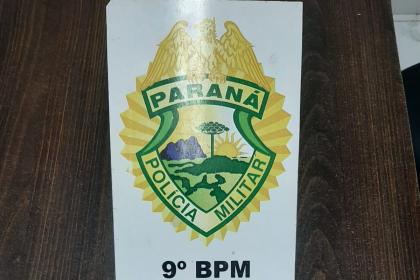 PARANÁ
POLÍCIA MILITAR
9º BPM